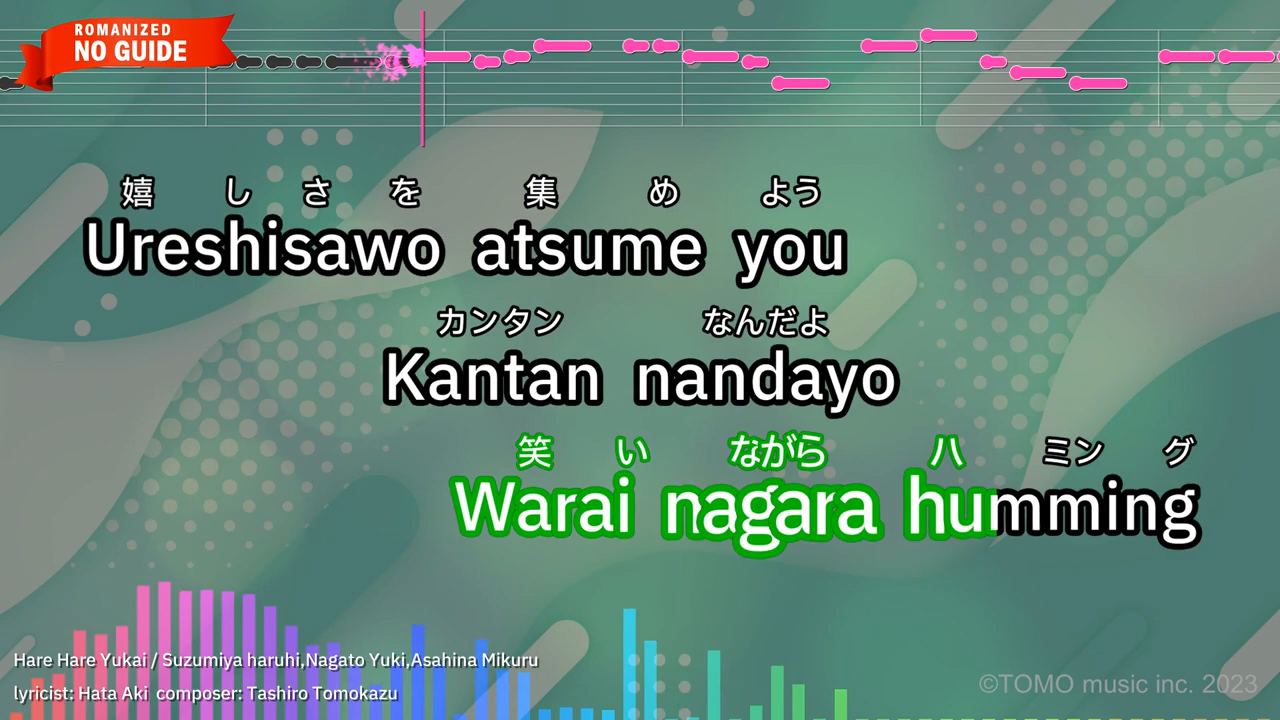 ROMANIZED
NO GUIDE
嬉 し さ を 集 め よう
Ureshisawo atsume you
カンタン なんだよ
Kantan nandayo
笑 い ながら ハ ミン グ
Warai nagara humming
Hare Hare Yukai / Suzumiya haruhi,Nagato Yuki,Asahina Mikuru
lyricist: Hata Aki composer: Tashiro Tomokazu
©TOMO music inc. 2023